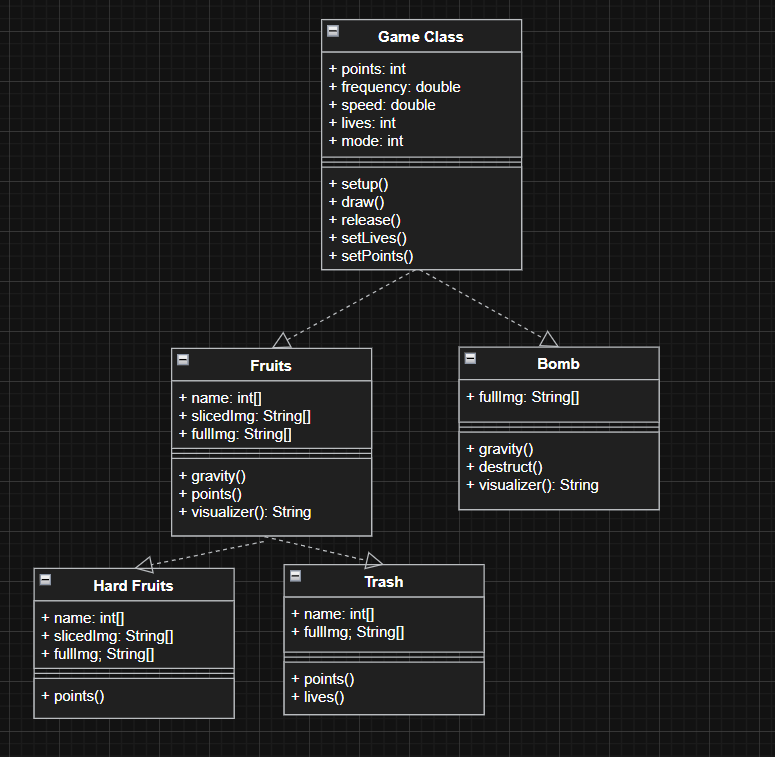 Game Class
+ points: int
+ frequency: double
+ speed: double
+ lives: int
+ mode: int
+ setup()
+ draw()
+ release()
+ setLives()
+ setPoints()
Fruits
+ name: int[]
+ slicedImg: String[]
+ fullImg: String[]
+ gravity()
+ points()
+ visualizer(): String
Bomb
+ fullImg: String[]
+ gravity()
+ destruct()
+ visualizer(): String
Hard Fruits
+ name: int[]
+ slicedImg: String[]
+ fullImg; String[]
+ points()
Trash
+ name: int[]
+ fullImg; String[]
+ points()
+ lives()